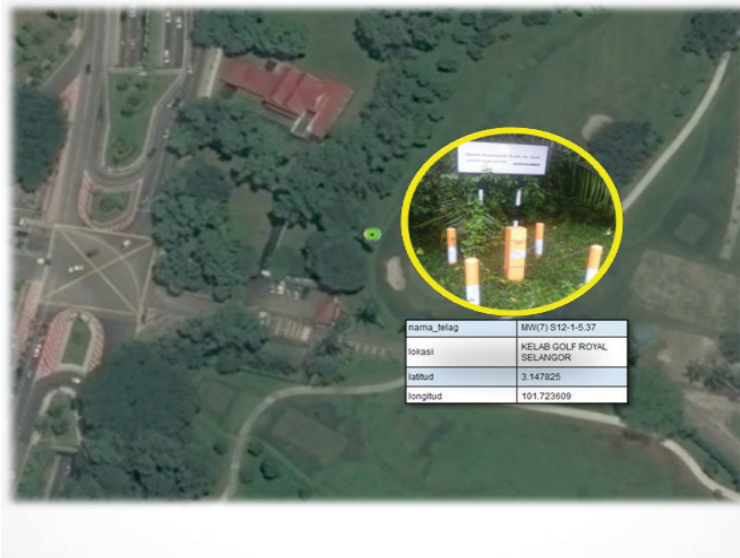 nama_telag MW(7) S12-1-5.37
lokasi KELAB GOLF ROYAL
SELANGOR
latitud 3.147825
longitud 101.723609